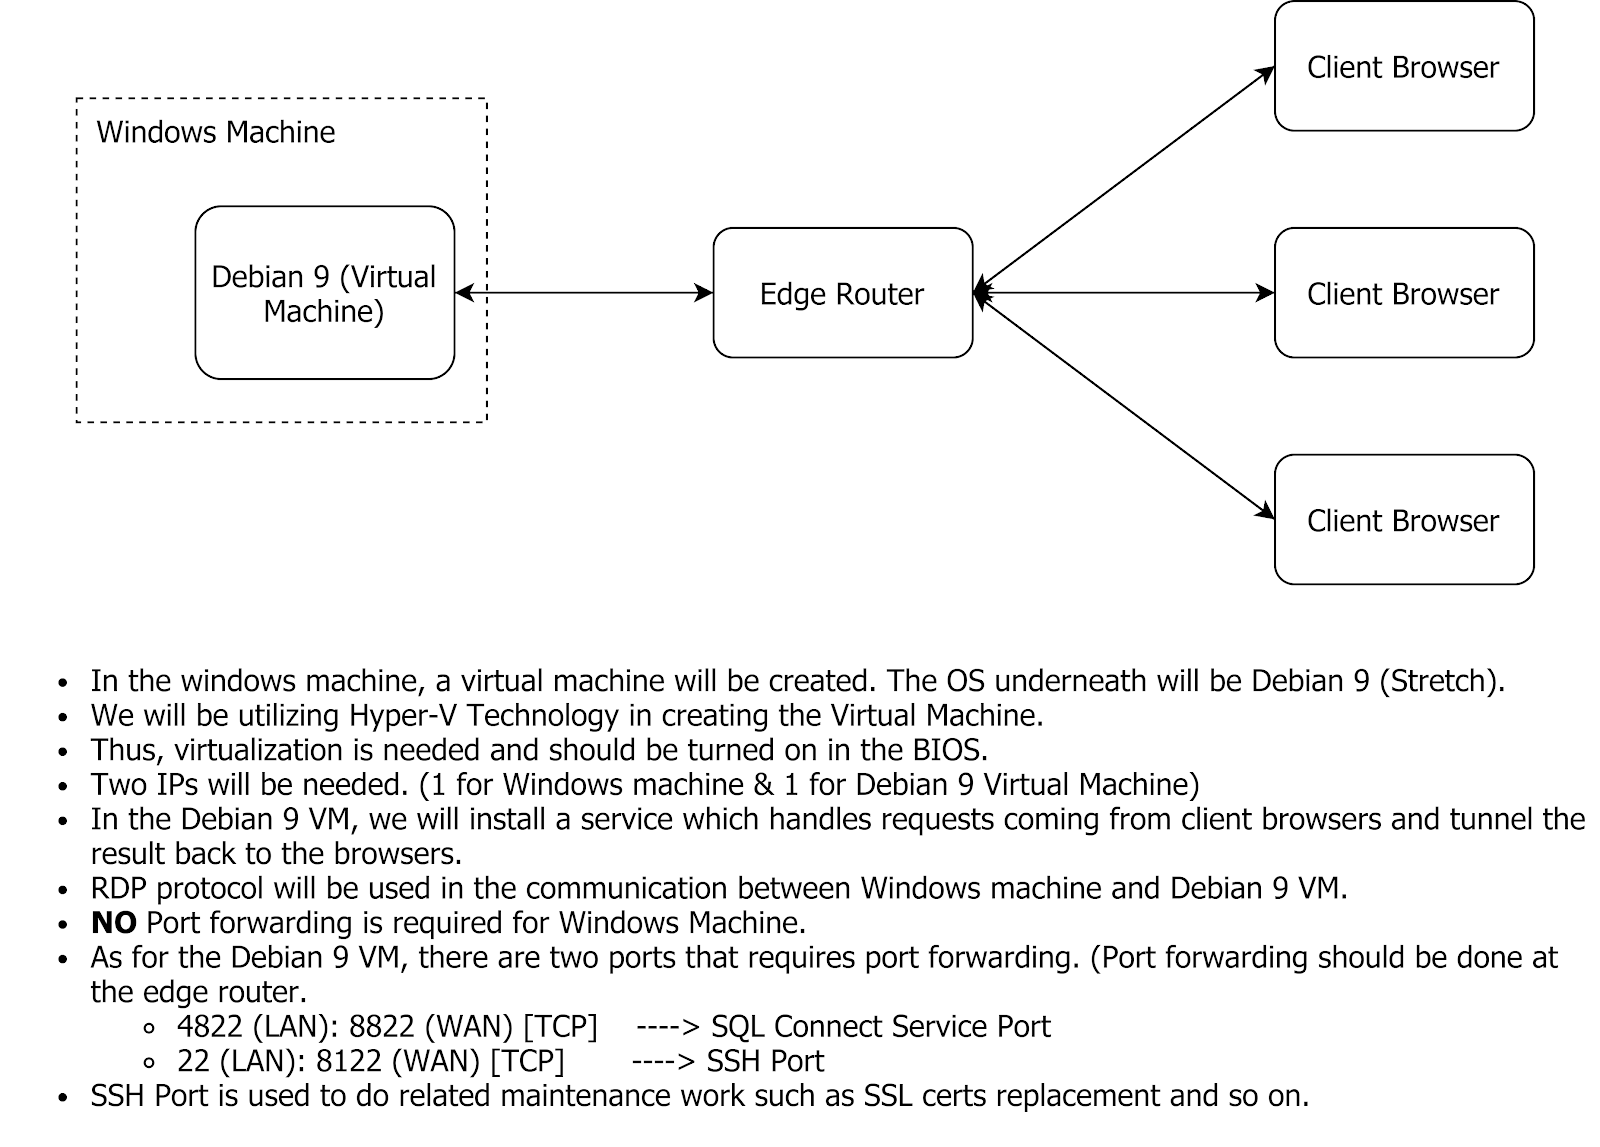 Client Browser
Windows Machine
Debian 9 (Virtual
Machine)
Edge Router
Client Browser
Client Browser
• In the windows machine, a virtual machine will be created. The OS underneath will be Debian 9 (Stretch).
• We will be utilizing Hyper-V Technology in creating the Virtual Machine.
• Thus, virtualization is needed and should be turned on in the BIOS.
• Two IPs will be needed. (1 for Windows machine & 1 for Debian 9 Virtual Machine)
• In the Debian 9 VM, we will install a service which handles requests coming from client browsers and tunnel the
result back to the browsers.
• RDP protocol will be used in the communication between Windows machine and Debian 9 VM.
• NO Port forwarding is required for Windows Machine.
• As for the Debian 9 VM, there are two ports that requires port forwarding. (Port forwarding should be done at
the edge router.
◦ 4822 (LAN): 8822 (WAN) [TCP] ----> SQL Connect Service Port
◦ 22 (LAN): 8122 (WAN) [TCP] ----> SSH Port
• SSH Port is used to do related maintenance work such as SSL certs replacement and so on.